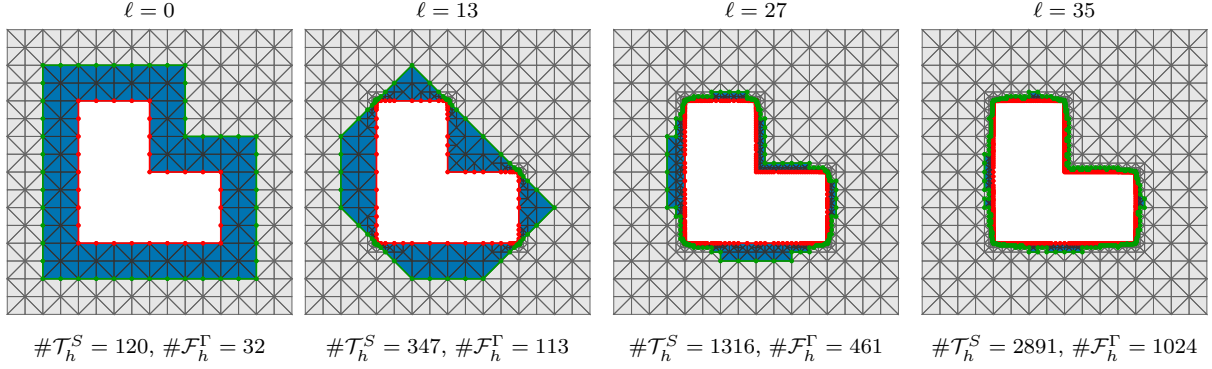 ℓ = 0 ℓ = 13 ℓ = 27 ℓ = 35
#𝒯_h^S = 120, #ℱ_h^Γ = 32 #𝒯_h^S = 347, #ℱ_h^Γ = 113 #𝒯_h^S = 1316, #ℱ_h^Γ = 461 #𝒯_h^S = 2891, #ℱ_h^Γ = 1024